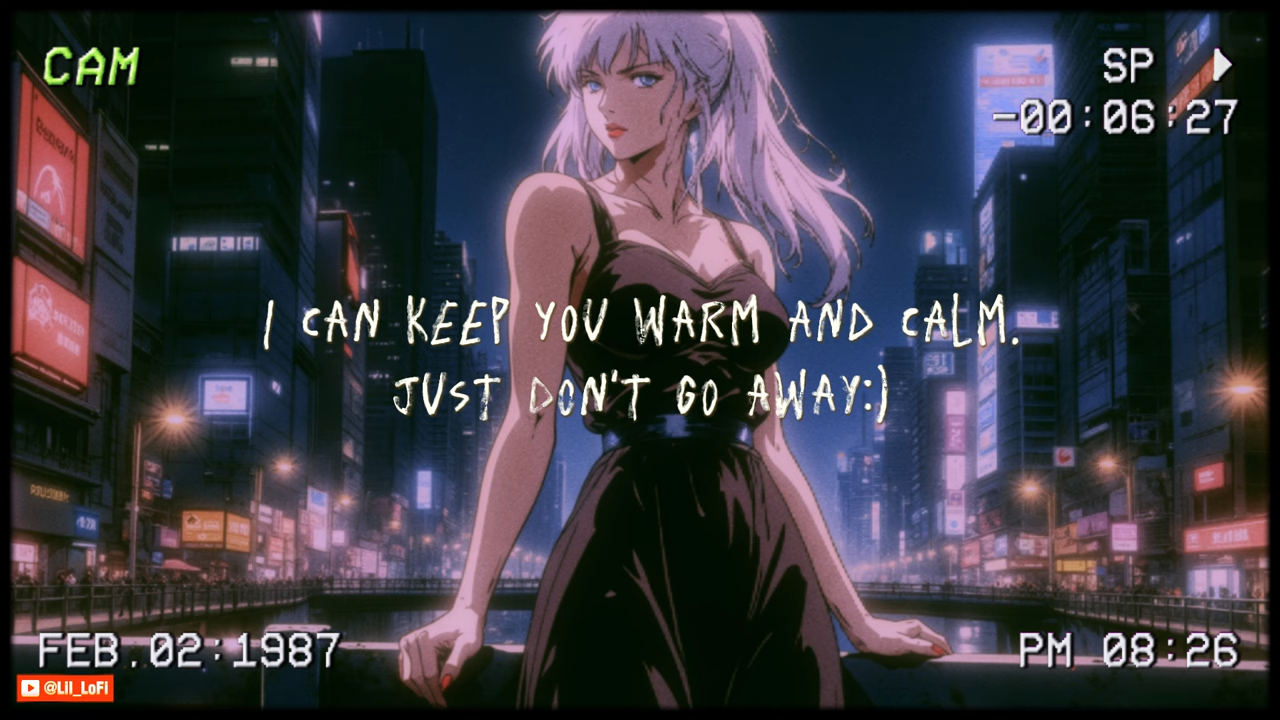 CAM
SP
-00:06:27
I CAN KEEP YOU WARM AND CALM.
JUST DON'T GO AWAY:)
FEB.02:1987
PM 08:26
@LIL_LOFI